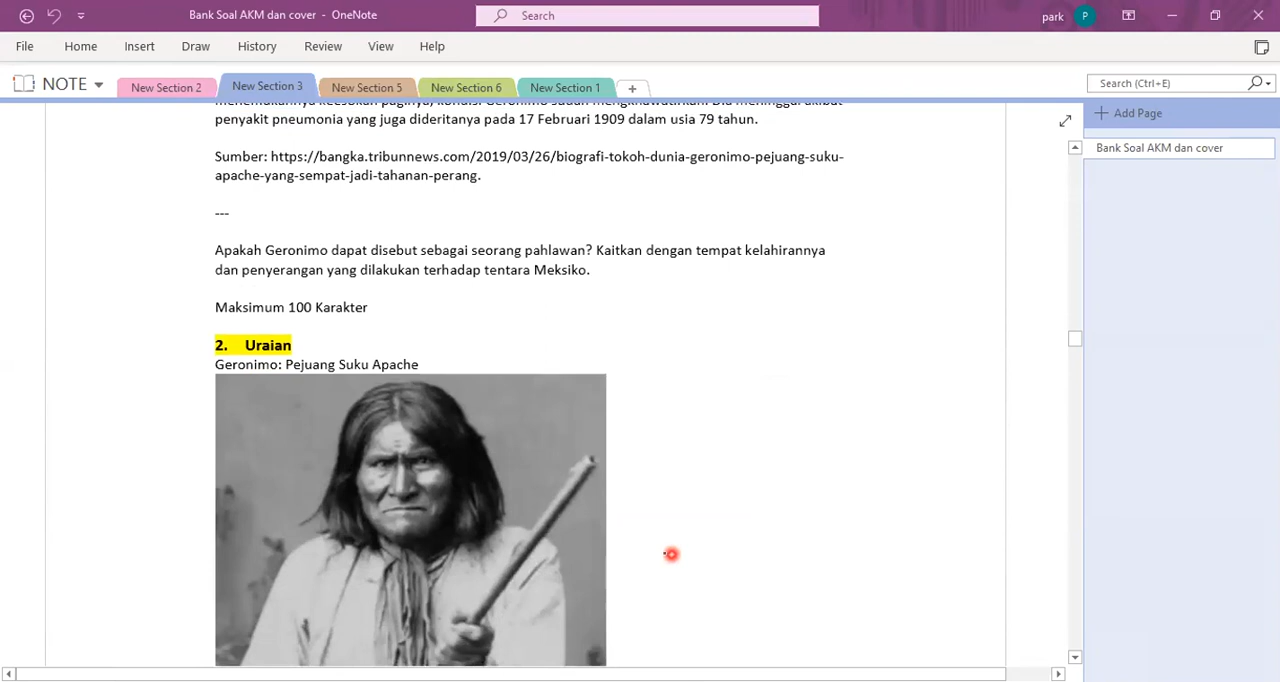 Bank Soal AKM dan cover - OneNote
Search
park
P
File Home Insert Draw History Review View Help
NOTE
New Section 2
New Section 3
New Section 5
New Section 6
New Section 1
+
Search (Ctrl+E)
Add Page
Bank Soal AKM dan cover
penyakit pneumonia yang juga dideritnya pada 17 Februari 1909 dalam usia 79 tahun.
Sumber: https://bangka.tribunnews.com/2019/03/26/biografi-tokoh-dunia-geronimo-pejuang-suku-
apache-yang-sempat-jadi-tahanan-perang.
---
Apakah Geronimo dapat disebut sebagai seorang pahlawan? Kaitkan dengan tempat kelahirannya
dan penyerangan yang dilakukan terhadap tentara Meksiko.
Maksimum 100 Karakter
2. Uraian
Geronimo: Pejuang Suku Apache